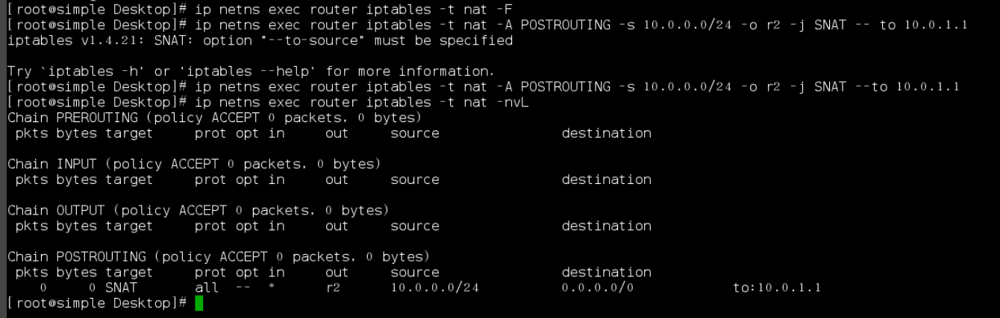 [root@simple Desktop]# ip netns exec router iptables -t nat -F
[root@simple Desktop]# ip netns exec router iptables -t nat -A POSTROUTING -s 10.0.0.0/24 -o r2 -j SNAT -- to 10.0.1.1
iptables v1.4.21: SNAT: option "--to-source" must be specified
Try `iptables -h' or 'iptables --help' for more information.
[root@simple Desktop]# ip netns exec router iptables -t nat -A POSTROUTING -s 10.0.0.0/24 -o r2 -j SNAT --to 10.0.1.1
[root@simple Desktop]# ip netns exec router iptables -t nat -nvL
Chain PREROUTING (policy ACCEPT 0 packets, 0 bytes)
pkts bytes target prot opt in out source destination
Chain INPUT (policy ACCEPT 0 packets, 0 bytes)
pkts bytes target prot opt in out source destination
Chain OUTPUT (policy ACCEPT 0 packets, 0 bytes)
pkts bytes target prot opt in out source destination
Chain POSTROUTING (policy ACCEPT 0 packets, 0 bytes)
pkts bytes target prot opt in out source destination
0 0 SNAT all -- * r2 10.0.0.0/24 0.0.0.0/0 to:10.0.1.1
[root@simple Desktop]#